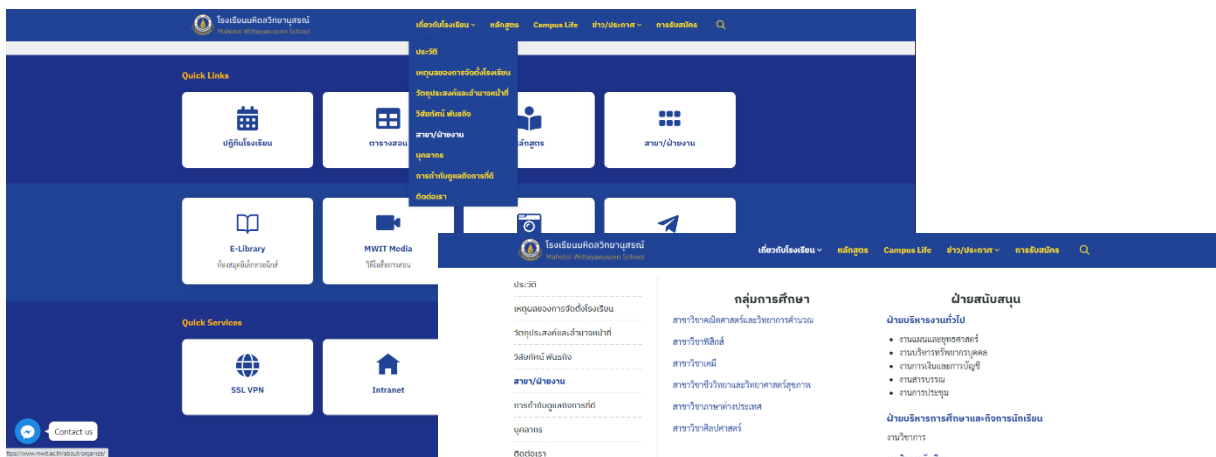 โรงเรียนมหิดลวิทยานุสรณ์
Mahidol Wittayanusorn School
เกี่ยวกับโรงเรียน หลักสูตร Campus Life ข่าว/ประกาศ การรับสมัคร
ประวัติ
เหตุผลของการจัดตั้งโรงเรียน
วัตถุประสงค์และอำนาจหน้าที่
วิสัยทัศน์ พันธกิจ
สาขา/ฝ่ายงาน
บุคลากร
การกำกับดูแลกิจการที่ดี
ติดต่อเรา
Quick Links
ปฏิทินโรงเรียน
ตารางสอน
สาขา/ฝ่ายงาน
E-Library
ห้องสมุดอิเล็กทรอนิกส์
MWIT Media
วิดีโอสื่อการสอน
Quick Services
SSL VPN
Intranet
Contact us
https://www.mwit.ac.th/about/organize/
โรงเรียนมหิดลวิทยานุสรณ์
Mahidol Wittayanusorn School
เกี่ยวกับโรงเรียน หลักสูตร Campus Life ข่าว/ประกาศ การรับสมัคร
ประวัติ
เหตุผลของการจัดตั้งโรงเรียน
วัตถุประสงค์และอำนาจหน้าที่
วิสัยทัศน์ พันธกิจ
สาขา/ฝ่ายงาน
การกำกับดูแลกิจการที่ดี
บุคลากร
ติดต่อเรา
กลุ่มการศึกษา
สาขาวิชาคณิตศาสตร์และวิทยาการคำนวณ
สาขาวิชาฟิสิกส์
สาขาวิชาเคมี
สาขาวิชาชีววิทยาและวิทยาศาสตร์สุขภาพ
สาขาวิชาภาษาต่างประเทศ
สาขาวิชาศิลปศาสตร์
ฝ่ายสนับสนุน
ฝ่ายบริหารงานทั่วไป
งานแผนและยุทธศาสตร์
งานบริหารทรัพยากรบุคคล
งานการเงินและการบัญชี
งานสารบรรณ
งานการประชุม
ฝ่ายบริหารการศึกษาและกิจการนักเรียน
งานวิชาการ